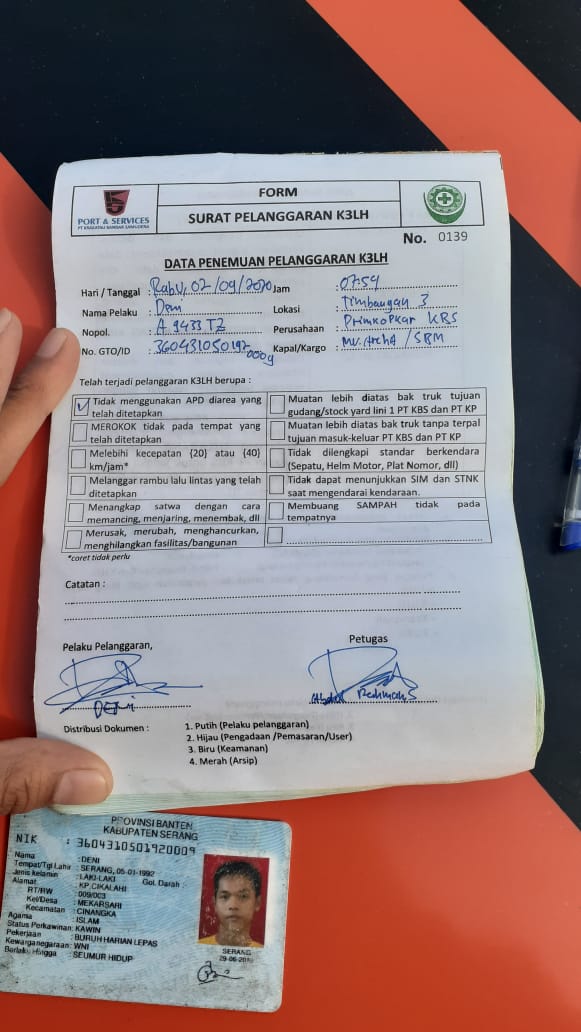 PORT & SERVICES
PT KRAKATAU BANDAR SAMUDERA
FORM
SURAT PELANGGARAN K3LH
No. 0139
DATA PENEMUAN PELANGGARAN K3LH
Hari / Tanggal : Rabu, 02/09/2020 Jam : 07:54
Nama Pelaku : Deni Lokasi : Timbangan 3
Nopol. : A 9433 TZ Perusahaan : Primkopkar KBS
No. GTO/ID : 360431050192 0009 Kapal/Kargo : MV. / SBM
Telah terjadi pelanggaran K3LH berupa :
Tidak menggunakan APD diarea yang telah ditetapkan
Muatan lebih diatas bak truk tujuan gudang/stock yard lini 1 PT KBS dan PT KP
MEROKOK tidak pada tempat yang telah ditetapkan
Muatan lebih diatas bak truk tanpa terpal tujuan masuk-keluar PT KBS dan PT KP
Melebihi kecepatan {20} atau {40} km/jam*
Tidak dilengkapi standar berkendara (Sepatu, Helm Motor, Plat Nomor, dll)
Melanggar rambu lalu lintas yang telah ditetapkan
Tidak dapat menunjukkan SIM dan STNK saat mengendarai kendaraan.
Menangkap satwa dengan cara memancing, menjaring, menembak, dll
Membuang SAMPAH tidak pada tempatnya
Merusak, merubah, menghancurkan, menghilangkan fasilitas/bangunan
*coret tidak perlu
Catatan :
Pelaku Pelanggaran,
Petugas
DENI
Abdul Rachman S
Distribusi Dokumen :
1. Putih (Pelaku pelanggaran)
2. Hijau (Pengadaan /Pemasaran/User)
3. Biru (Keamanan)
4. Merah (Arsip)
PROVINSI BANTEN
KABUPATEN SERANG
NIK : 3604310501920009
Nama : DENI
Tempat/Tgl Lahir : SERANG, 05-01-1992
Jenis kelamin : LAKI-LAKI Gol. Darah :
Alamat : KP.CIKALAHI
RT/RW : 009/003
Kel/Desa : MEKARSARI
Kecamatan : CINANGKA
Agama : ISLAM
Status Perkawinan: KAWIN
Pekerjaan : BURUH HARIAN LEPAS
Kewarganegaraan: WNI
Berlaku Hingga : SEUMUR HIDUP
SERANG